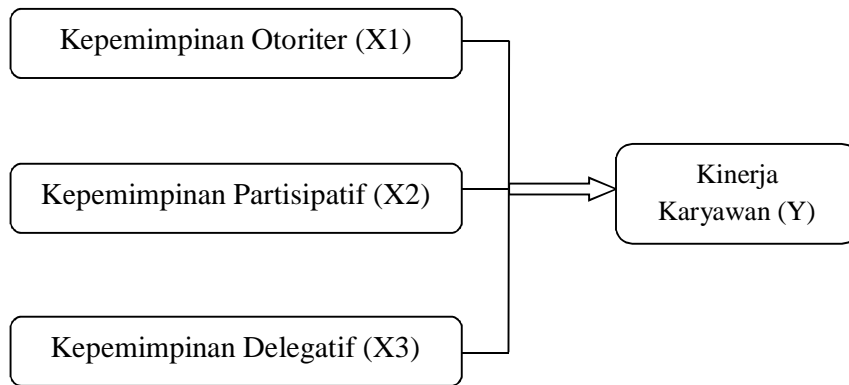 Kepemimpinan Otoriter (X1)
Kepemimpinan Partisipatif (X2)
Kinerja
Karyawan (Y)
Kepemimpinan Delegatif (X3)